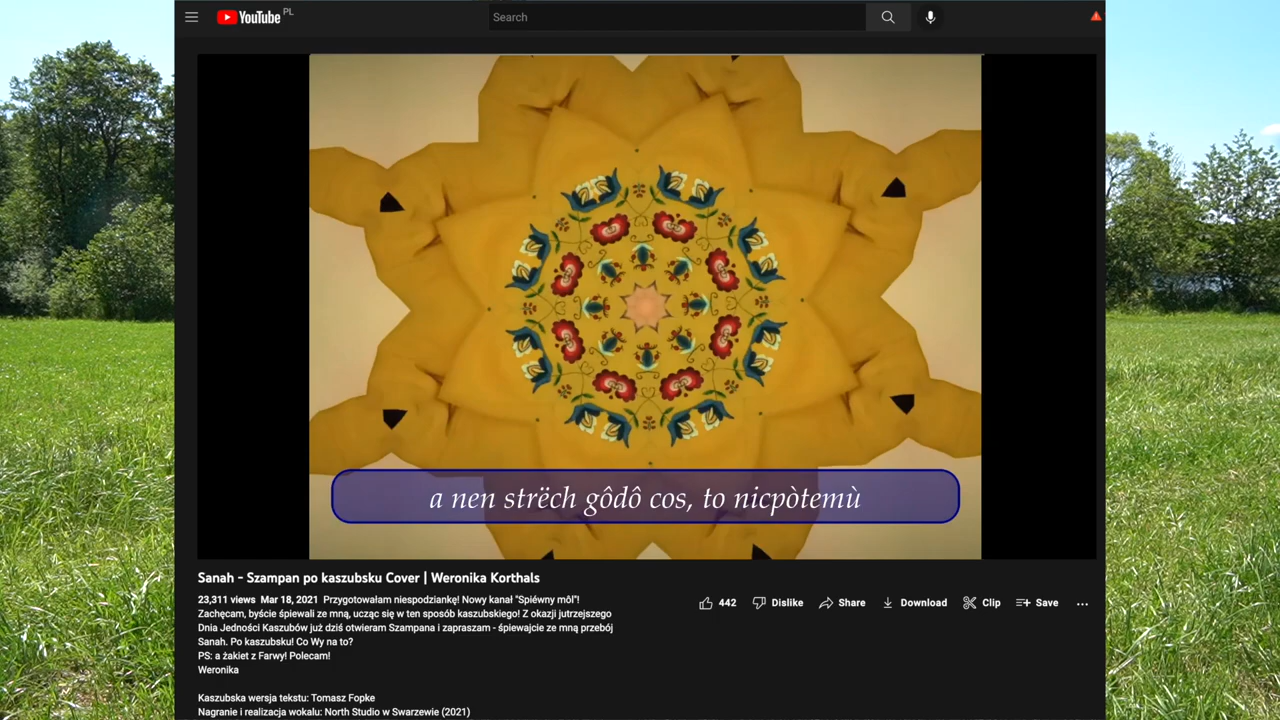 YouTube PL
Search
a nen strëch gôdô cos, to nicpòtemù
Sanah - Szampan po kaszubsku Cover | Weronika Korthals
23,311 views Mar 18, 2021 Przygotowałam niespodziankę! Nowy kanał "Spiéwny môl"!
Zachęcam, byście śpiewali ze mną, ucząc się w ten sposób kaszubskiego! Z okazji jutrzejszego
Dnia Jedności Kaszubów już dziś otwieram Szampana i zapraszam - śpiewajcie ze mną przebój
Sanah. Po kaszubsku! Co Wy na to?
PS: a żakiet z Farwy! Polecam!
Weronika
442 Dislike Share Download Clip Save
Kaszubska wersja tekstu: Tomasz Fopke
Nagranie i realizacja wokalu: North Studio w Swarzewie (2021)